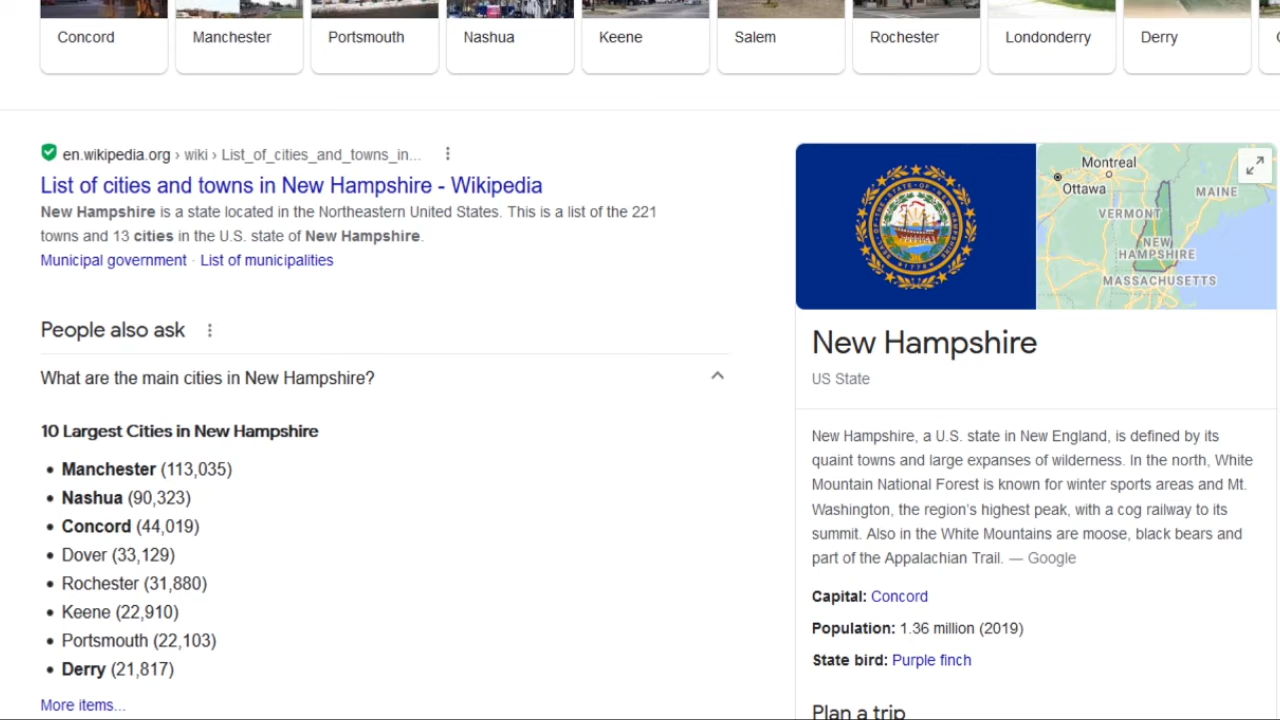 Concord
Manchester
Portsmouth
Nashua
Keene
Salem
Rochester
Londonderry
Derry
en.wikipedia.org › wiki › List_of_cities_and_towns_in...
List of cities and towns in New Hampshire - Wikipedia
New Hampshire is a state located in the Northeastern United States. This is a list of the 221
towns and 13 cities in the U.S. state of New Hampshire.
Municipal government · List of municipalities
People also ask
What are the main cities in New Hampshire?
10 Largest Cities in New Hampshire
• Manchester (113,035)
• Nashua (90,323)
• Concord (44,019)
• Dover (33,129)
• Rochester (31,880)
• Keene (22,910)
• Portsmouth (22,103)
• Derry (21,817)
More items...
Montreal
Ottawa
MAINE
VERMONT
NEW
HAMPSHIRE
MASSACHUSETTS
New Hampshire
US State
New Hampshire, a U.S. state in New England, is defined by its
quaint towns and large expanses of wilderness. In the north, White
Mountain National Forest is known for winter sports areas and Mt.
Washington, the region's highest peak, with a cog railway to its
summit. Also in the White Mountains are moose, black bears and
part of the Appalachian Trail. — Google
Capital: Concord
Population: 1.36 million (2019)
State bird: Purple finch
Plan a trip